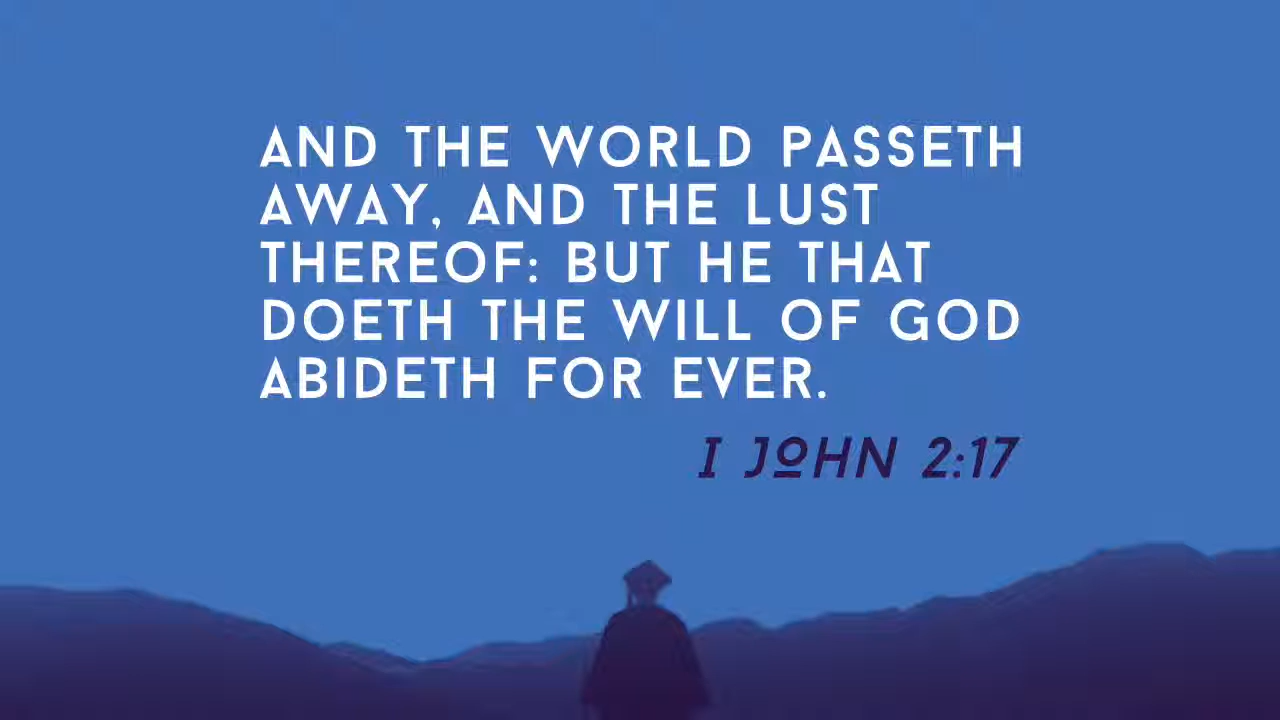 AND THE WORLD PASSETH
AWAY, AND THE LUST
THEREOF: BUT HE THAT
DOETH THE WILL OF GOD
ABIDETH FOR EVER.
I JOHN 2:17